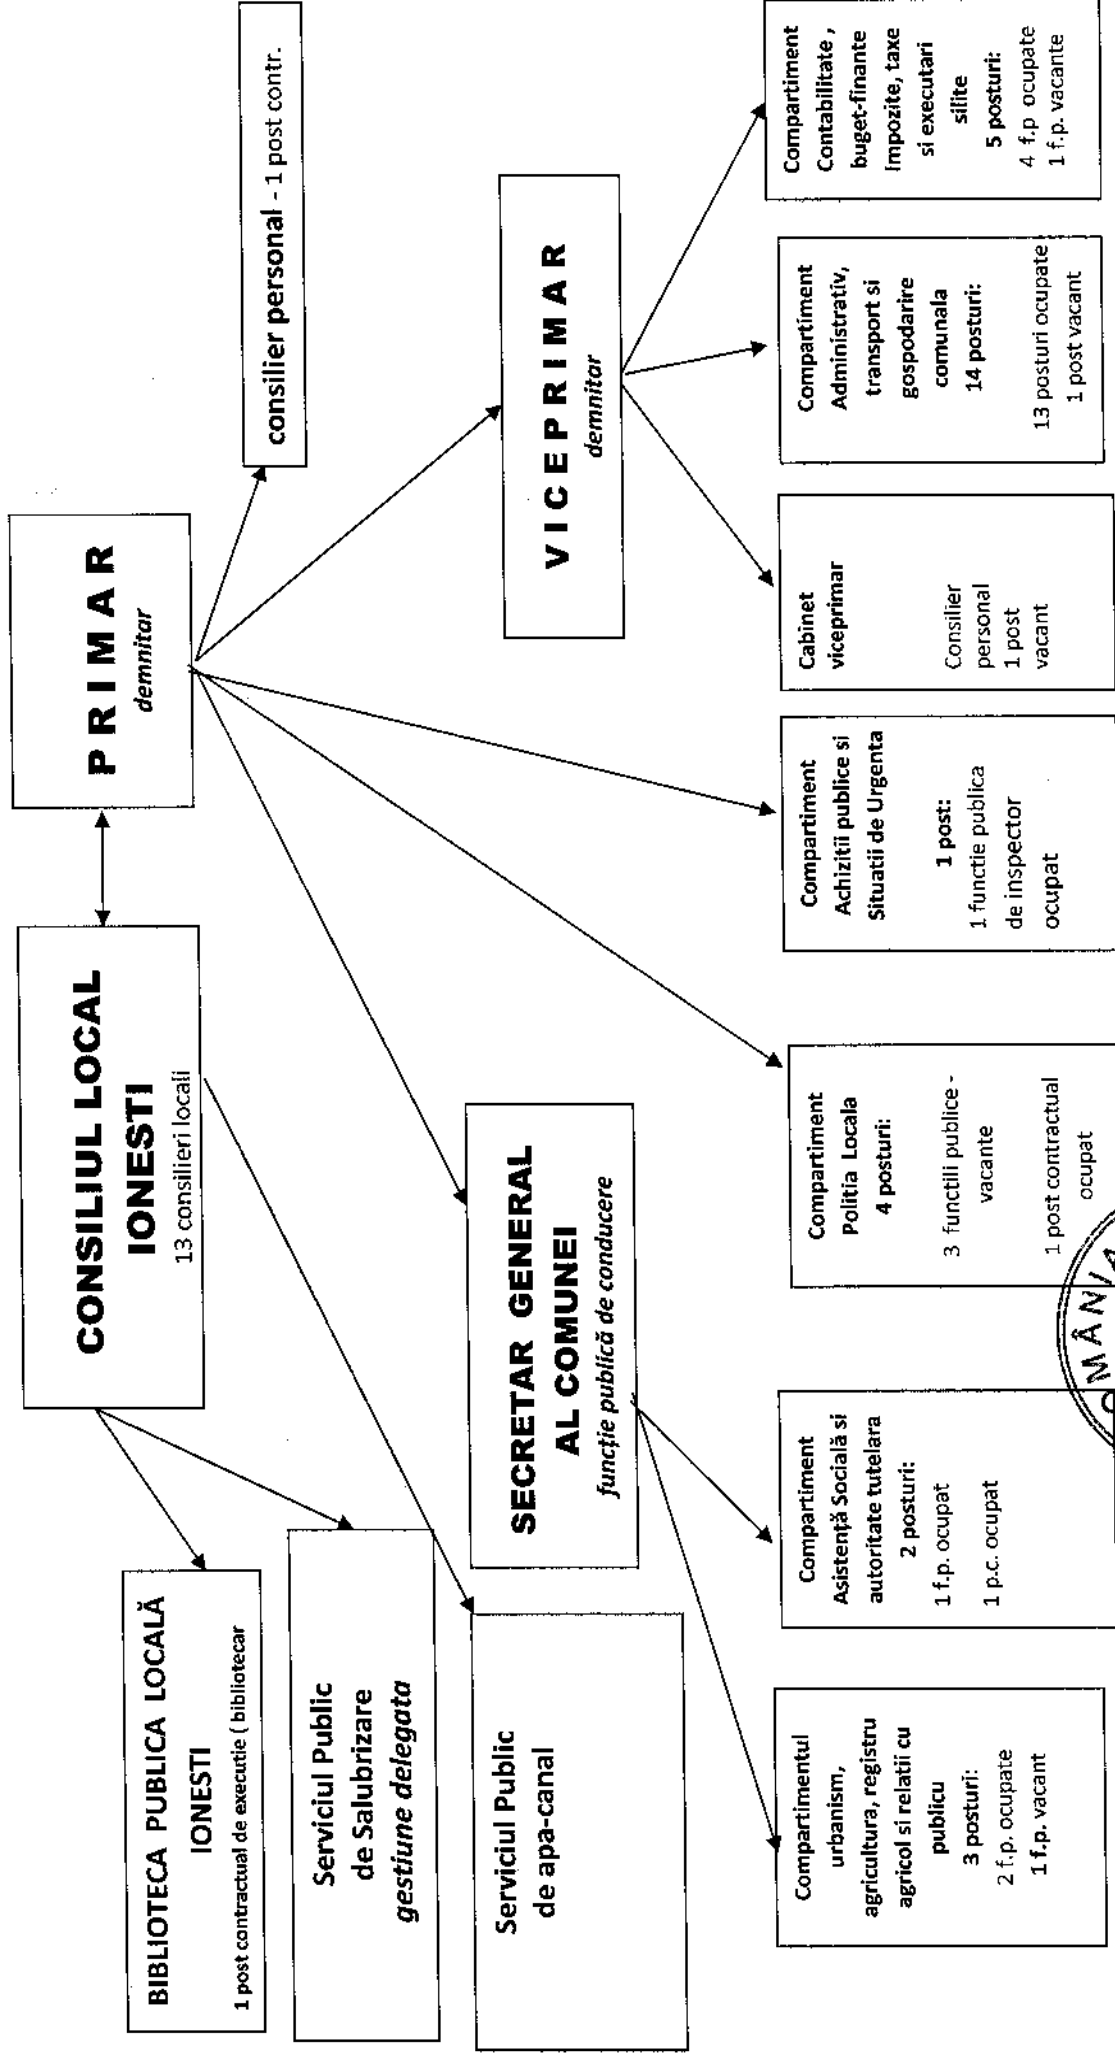 PRIMAR
demnitar
CONSILIUL LOCAL
IONESTI
13 consilieri locali
consilier personal - 1 post contr.
BIBLIOTECA PUBLICA LOCALĂ
IONESTI
1 post contractual de executie ( bibliotecar
Serviciul Public
de Salubrizare
gestiune delegata
Serviciul Public
de apa-canal
SECRETAR GENERAL
AL COMUNEI
funcție publică de conducere
VICEPRIMAR
demnitar
Compartimentul
urbanism,
agricultura, registru
agricol si relatii cu
publicu
3 posturi:
2 f.p. ocupate
1 f.p. vacant
Compartiment
Asistență Socială si
autoritate tutelara
2 posturi:
1 f.p. ocupat
1 p.c. ocupat
Compartiment
Politia Locala
4 posturi:
3 functili publice -
vacante
1 post contractual
ocupat
Compartiment
Achizitii publice si
Situatii de Urgenta
1 post:
1 functie publica
de inspector
ocupat
Cabinet
viceprimar
Consilier
personal
1 post
vacant
Compartiment
Administrativ,
transport si
gospodarire
comunala
14 posturi:
13 posturi ocupate
1 post vacant
Compartiment
Contabilitate ,
buget-finante
Impozite, taxe
si executari
silite
5 posturi:
4 f.p ocupate
1 f.p. vacante